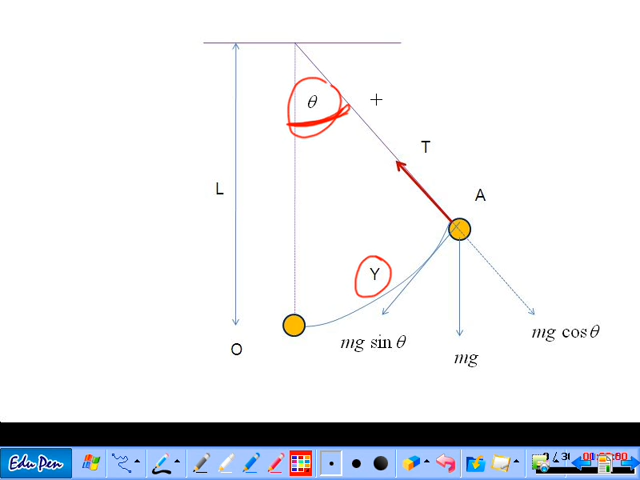 θ
+
T
L
A
Y
O
mg sin θ
mg
mg cos θ
Edu Pen